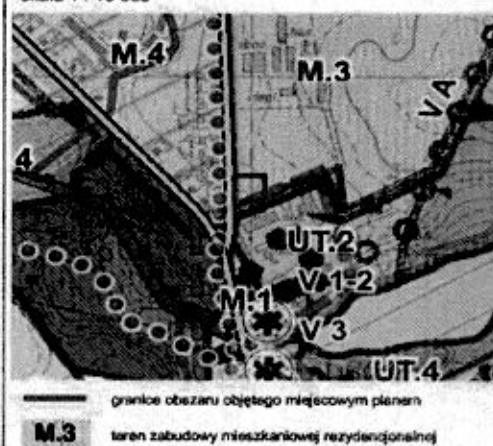 M.4
M.3
V A
4
UT.2
V 1-2
M.1
V 3
UT.4
granice obszaru objętego miejscowym planem
M.3 teren zabudowy mieszkaniowej rezydencjonalnej